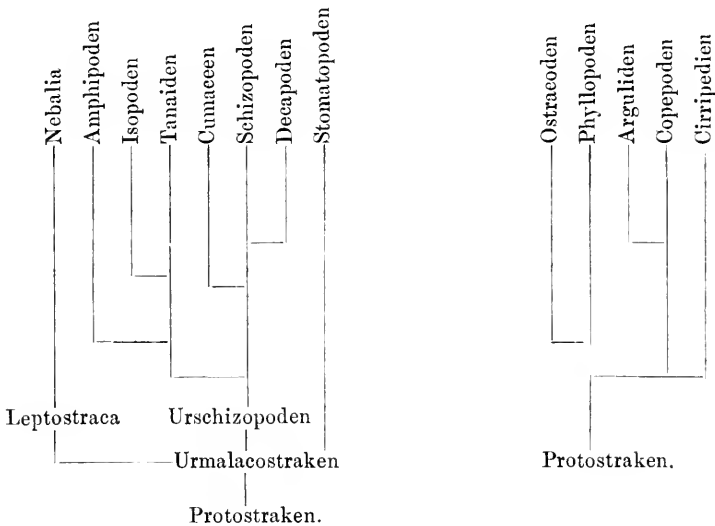 Nebalia
Amphipoden
Isopoden
Tanaiden
Cumaceen
Schizopoden
Decapoden
Stomatopoden
Ostracoden
Phyllopoden
Arguliden
Copepoden
Cirripedien
Leptostraca Urschizopoden
Urmalacostraken Protostraken.
Protostraken.